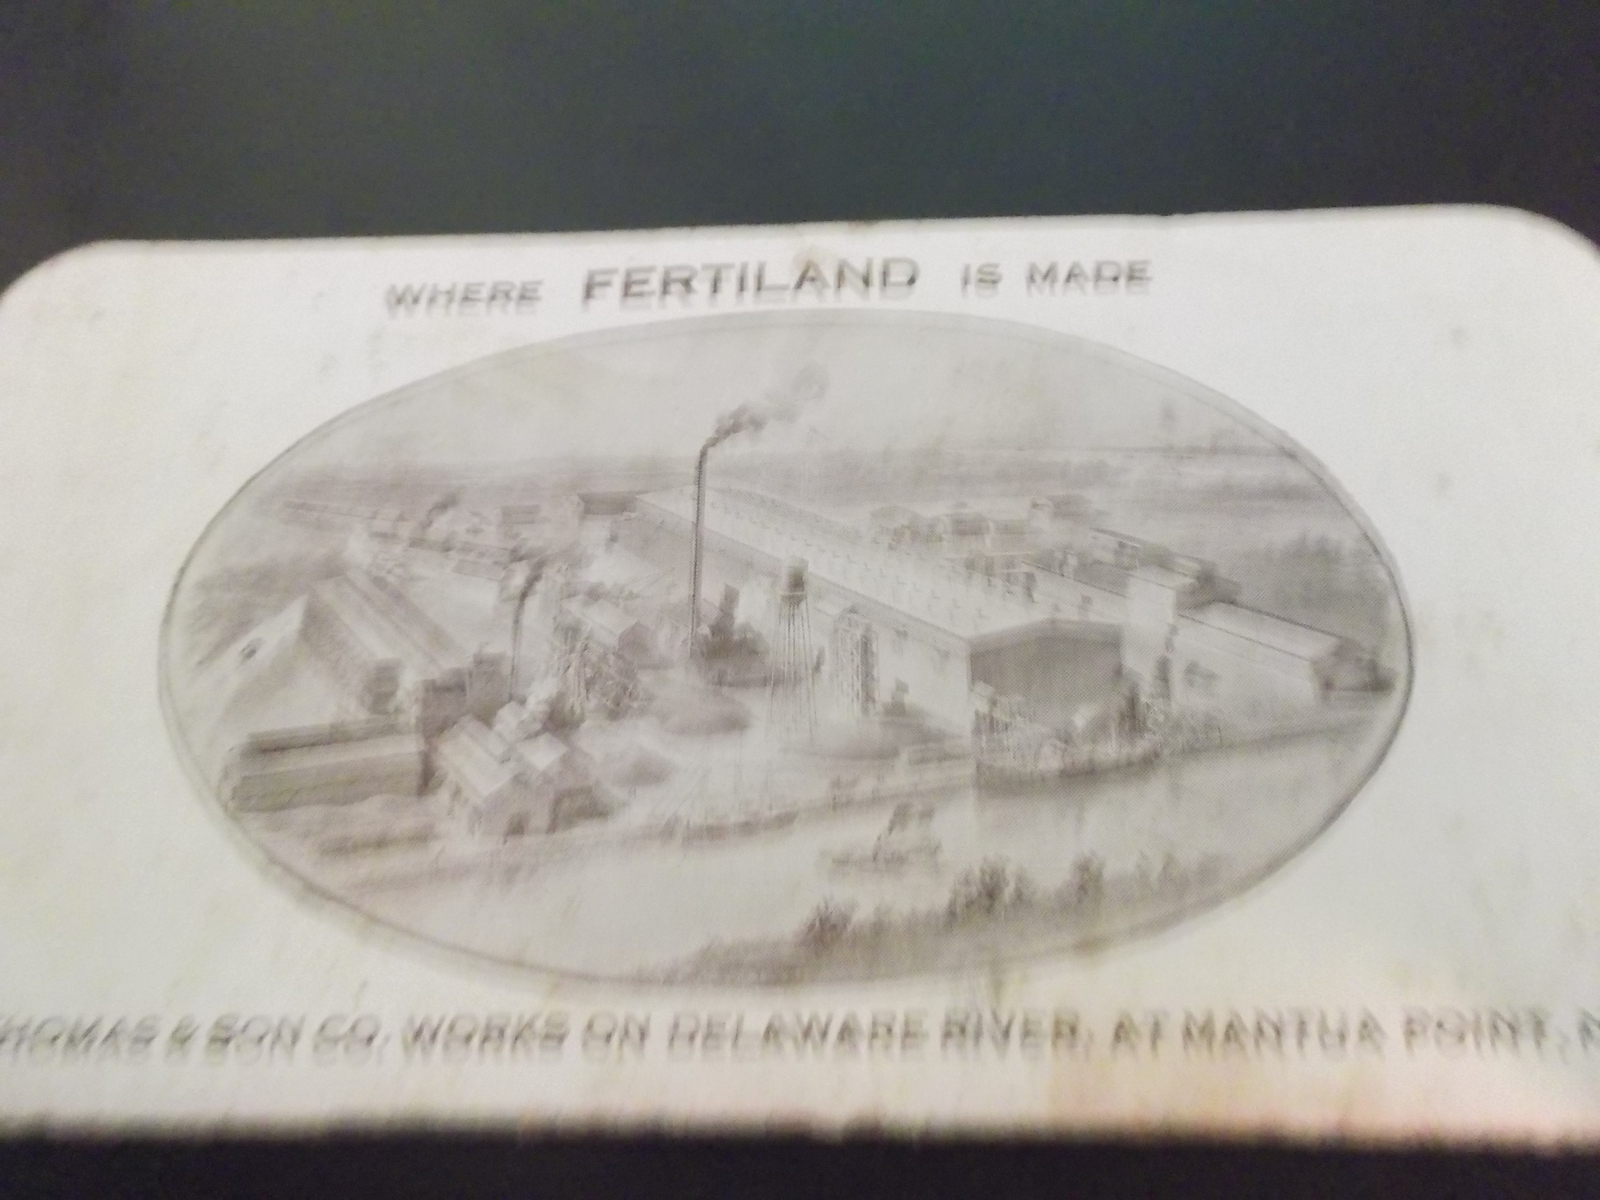 WHERE FERTILAND IS MADE
HOMAS & SON CO. WORKS ON DELAWARE RIVER, AT MANTUA POINT, N